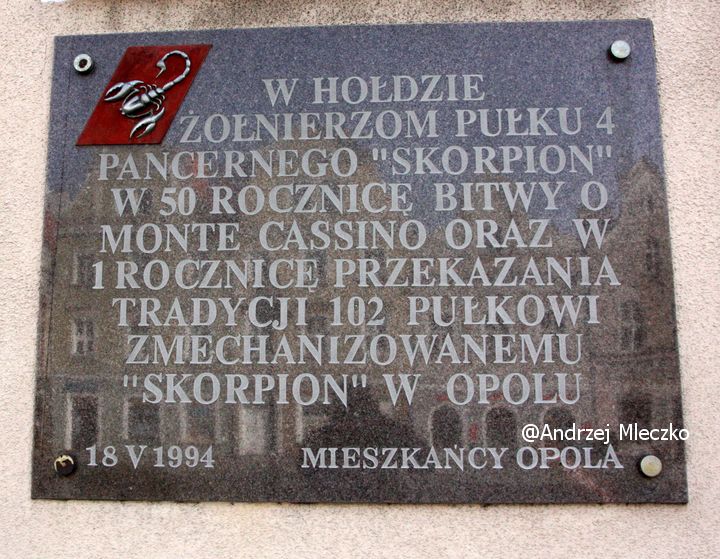 W HOŁDZIE
ŻOŁNIERZOM PUŁKU 4
PANCERNEGO "SKORPION"
W 50 ROCZNICĘ BITWY O
MONTE CASSINO ORAZ W
1 ROCZNICĘ PRZEKAZANIA
TRADYCJI 102 PUŁKOWI
ZMECHANIZOWANEMU
"SKORPION" W OPOLU
18 V 1994 MIESZKAŃCY OPOLA
@Andrzej Mleczko